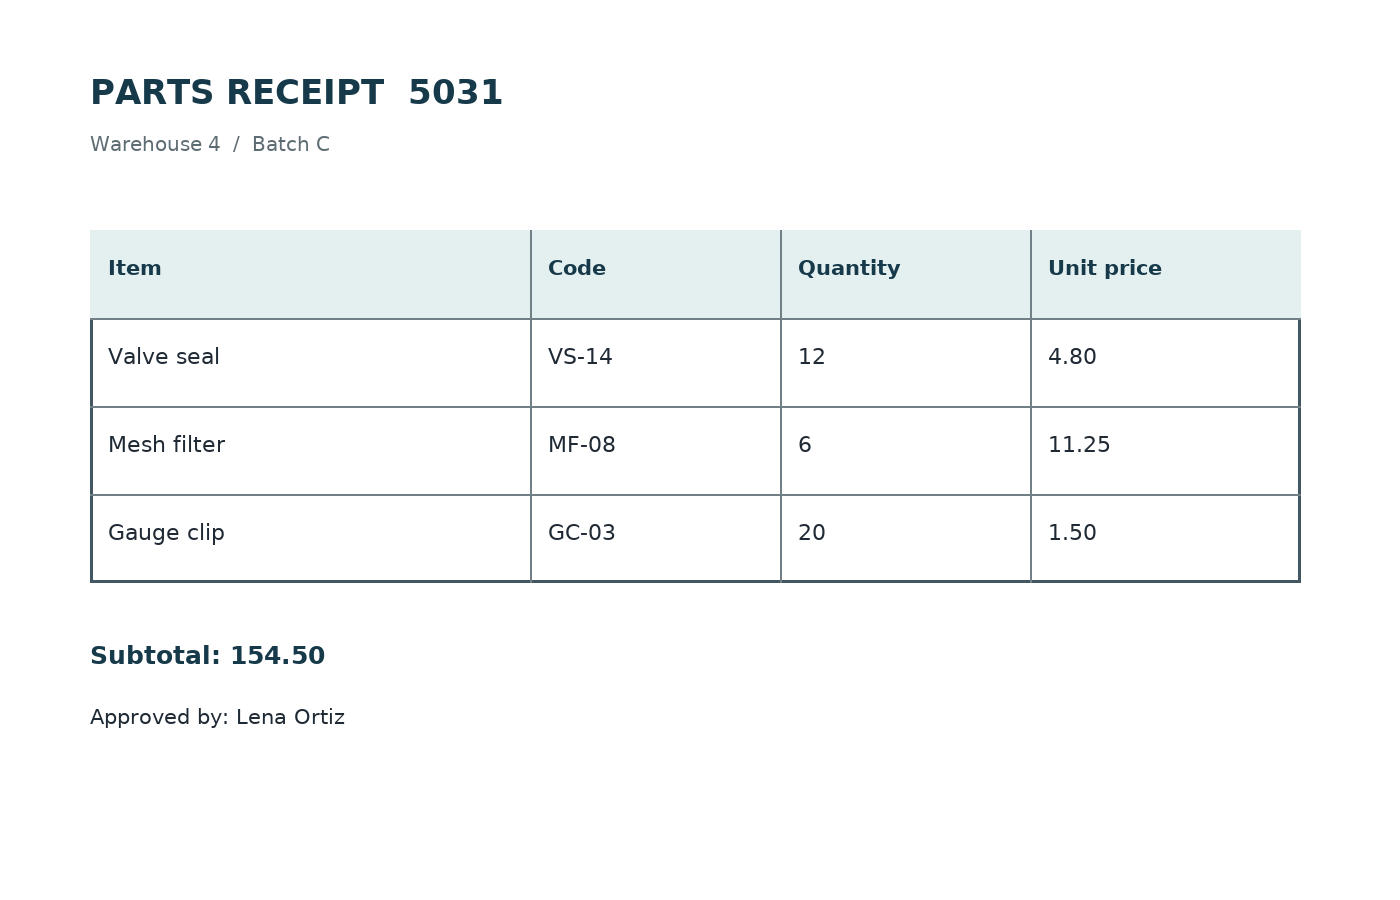 PARTS RECEIPT  5031
Warehouse 4  /  Batch C
Item Code Quantity Unit price
Valve seal VS-14 12 4.80
Mesh filter MF-08 6 11.25
Gauge clip GC-03 20 1.50
Subtotal: 154.50
Approved by: Lena Ortiz